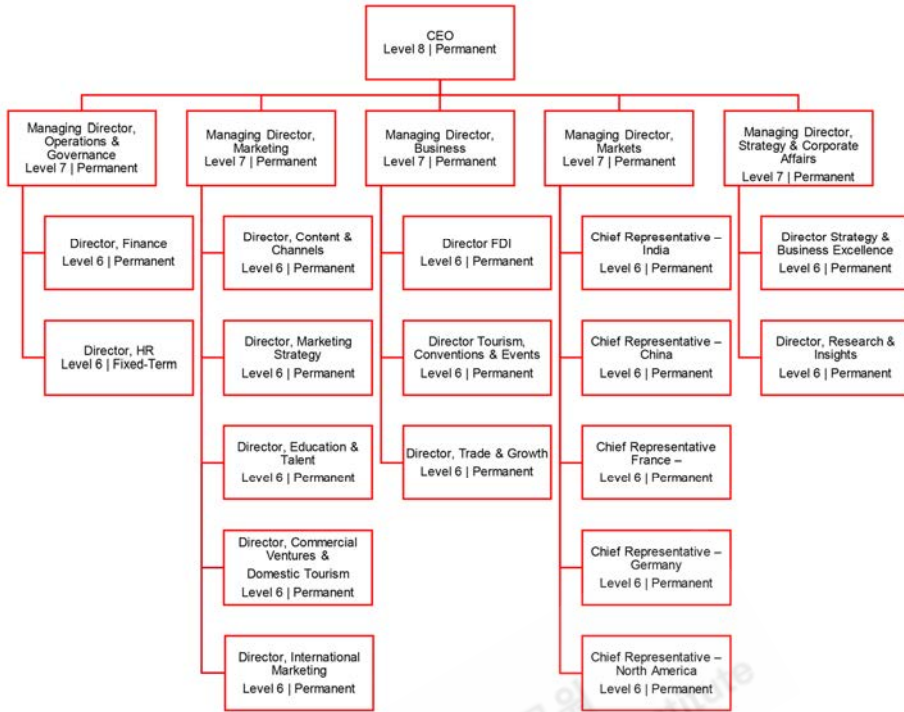 CEO
Level 8 | Permanent
Managing Director,
Operations &
Governance
Level 7 | Permanent
Managing Director,
Marketing
Level 7 | Permanent
Managing Director,
Business
Level 7 | Permanent
Managing Director,
Markets
Level 7 | Permanent
Managing Director,
Strategy & Corporate
Affairs
Level 7 | Permanent
Director, Finance
Level 6 | Permanent
Director, HR
Level 6 | Fixed-Term
Director, Content &
Channels
Level 6 | Permanent
Director, Marketing
Strategy
Level 6 | Permanent
Director, Education &
Talent
Level 6 | Permanent
Director, Commercial
Ventures &
Domestic Tourism
Level 6 | Permanent
Director, International
Marketing
Level 6 | Permanent
Director FDI
Level 6 | Permanent
Director Tourism,
Conventions & Events
Level 6 | Permanent
Director, Trade & Growth
Level 6 | Permanent
Chief Representative –
India
Level 6 | Permanent
Chief Representative –
China
Level 6 | Permanent
Chief Representative
France –
Level 6 | Permanent
Chief Representative –
Germany
Level 6 | Permanent
Chief Representative –
North America
Level 6 | Permanent
Director Strategy &
Business Excellence
Level 6 | Permanent
Director, Research &
Insights
Level 6 | Permanent